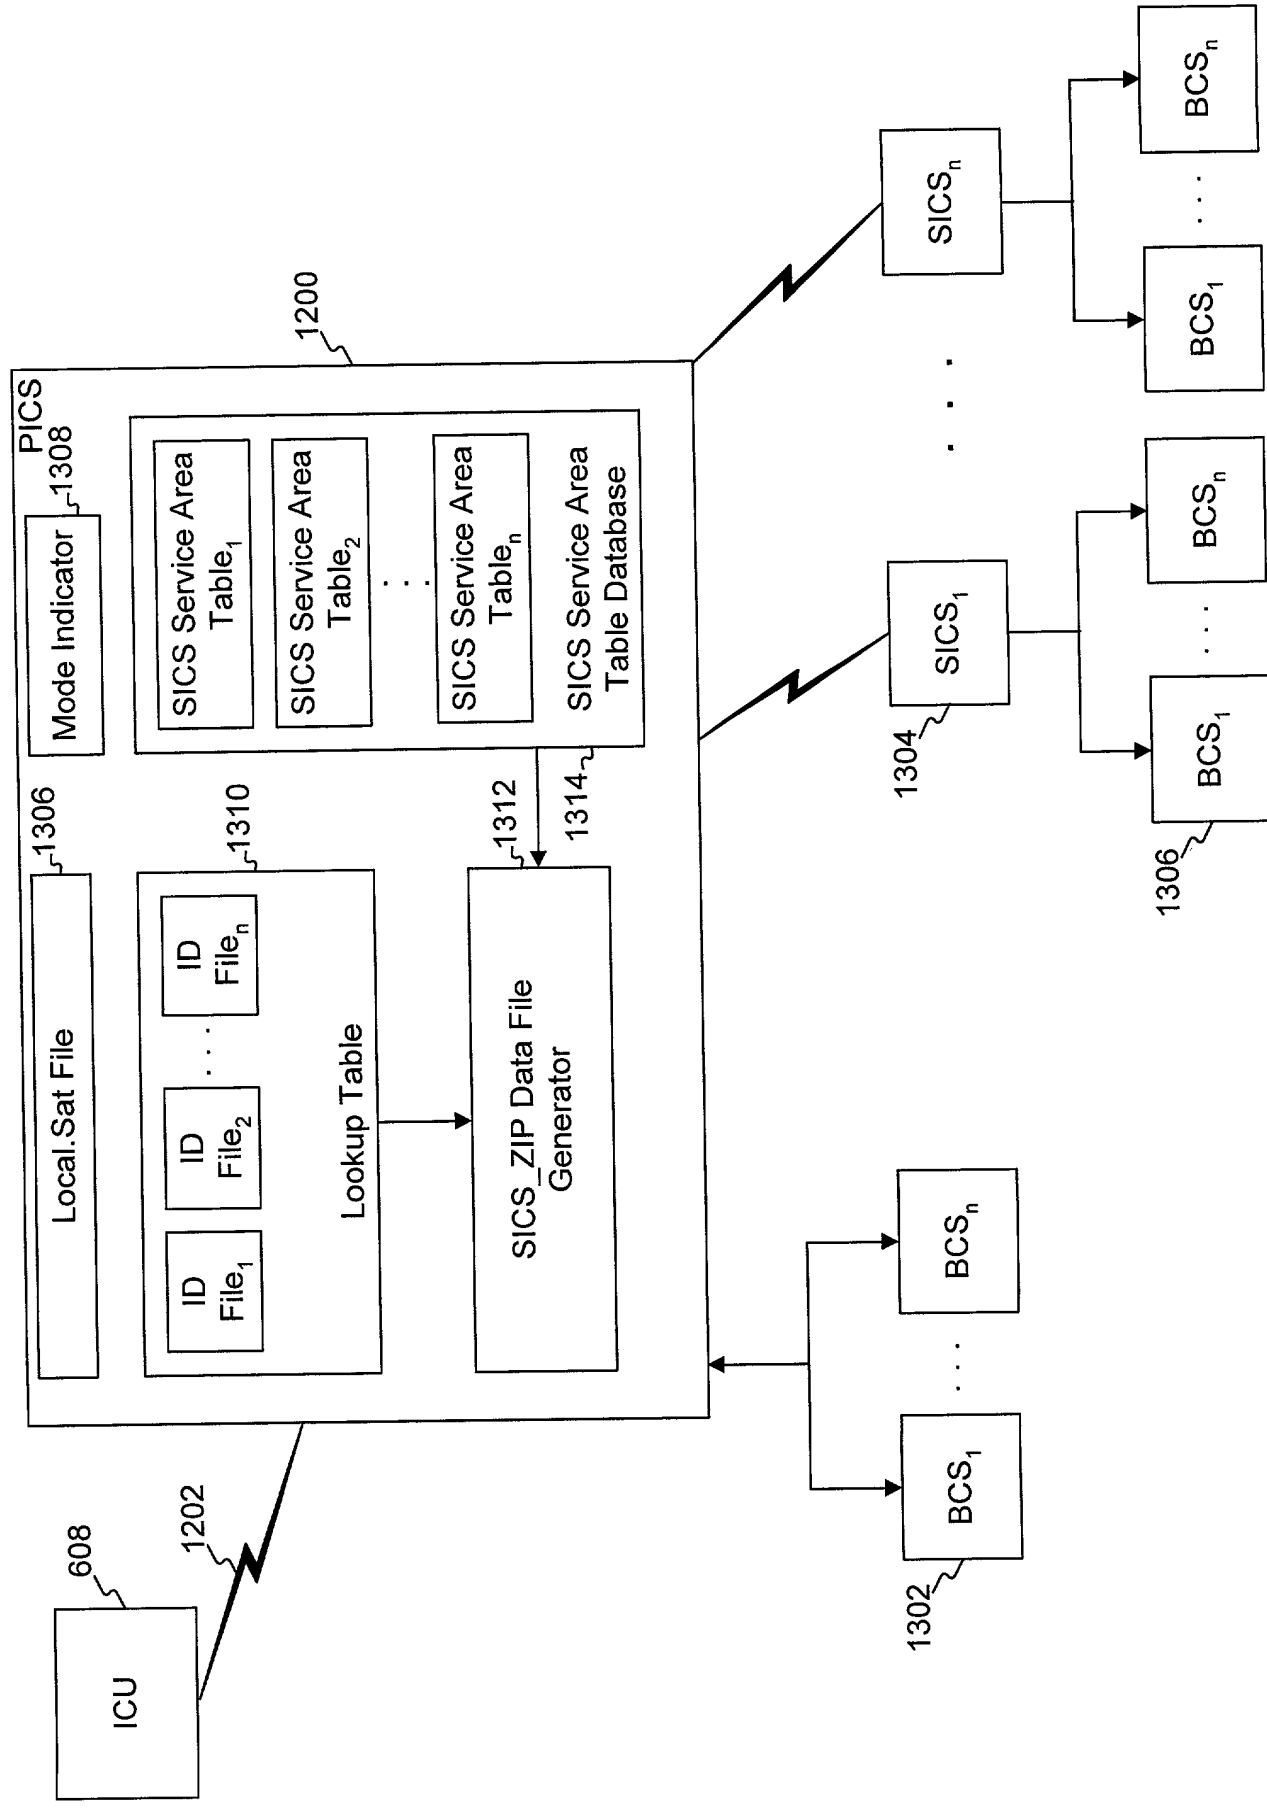 ICU
608
1202
PICS
1200
Local.Sat File
1306
Mode Indicator
1308
ID
File1
ID
File2
. . .
ID
Filen
Lookup Table
1310
SICS_ZIP Data File
Generator
1312
SICS Service Area
Table1
SICS Service Area
Table2
. . .
SICS Service Area
Tablen
SICS Service Area
Table Database
1314
BCS1
. . .
BCSn
1302
SICS1
1304
. . .
SICSn
BCS1
. . .
BCSn
1306
BCS1
. . .
BCSn